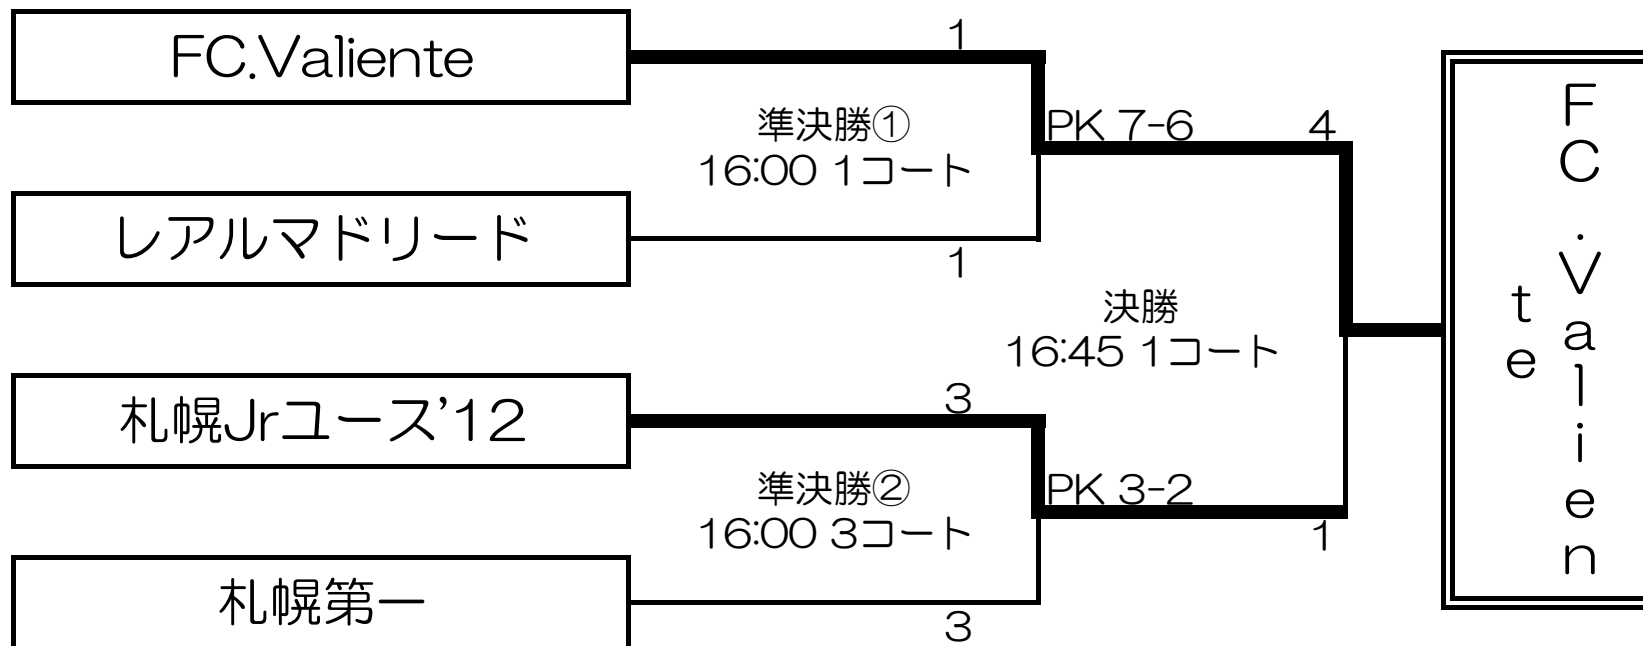 FC.Valiente
1
準決勝①
16:00 1コート
PK 7-6
4
レアルマドリード
1
決勝
16:45 1コート
札幌Jrユース’12
3
準決勝②
16:00 3コート
PK 3-2
1
札幌第一
3
FC.Valien
te